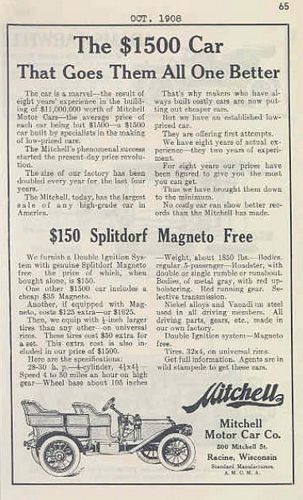 65
OCT. 1908
The $1500 Car
That Goes Them All One Better
The car is a marvel—the result of
eight years' experience in the build-
ing of $11,000,000 worth of Mitchell
Motor Cars—the average price of
each car being but $1500—a $1500
car built by specialists in the making
of low-priced cars.
The Mitchell's phenomenal success
started the present-day price revolu-
tion.
The size of our factory has been
doubled every year for the last four
years.
The Mitchell, today, has the largest
sale of any high-grade car in
America.
That's why makers who have al-
ways built costly cars are now put-
ting out cheaper cars.
But we have an established low-
priced car.
They are offering first attempts.
We have eight years of actual ex-
perience—they two years of experi-
ment.
For eight years our prices have
been figured to give you the most
you can get.
Thus we have brought them down
to the minimum.
No costly car can show better rec-
ords than the Mitchell has made.
$150 Splitdorf Magneto Free
We furnish a Double Ignition Sys-
tem with genuine Splitdorf Magneto
free the price of which, when
bought alone, is $150.
One other $1500 car includes a
cheap $35 Magneto.
Another, if equipped with Mag-
neto, costs $125 extra—or $1625.
Then, we equip with ½-inch larger
tires than any other—on universal
rims. These tires cost $50 extra for
a set. This extra cost is also in-
cluded in our price of $1500.
Here are the specifications:
28-30 h. p.—4-cylinder, 4¼x4½
Speed 4 to 50 miles an hour on high
gear—Wheel base about 105 inches
—Weight, about 1850 lbs.—Bodies,
regular 5-passenger—Roadster, with
double or single rumble or runabout.
Bodies, of metal, gray, with red up-
holstering. Red running gear. Se-
lective transmission.
Nickel alloys and Vanadium steel
used in all driving members. All
driving parts, gears, etc., made in
our own factory.
Double Ignition system—Magneto
free.
Tires, 32x4, on universal rims.
Get full information. Agents are in
wild stampede to get these cars.
Mitchell
Mitchell
Motor Car Co.
500 Mitchell St.
Racine, Wisconsin
Standard Manufacturers,
A. M. C. M. A.